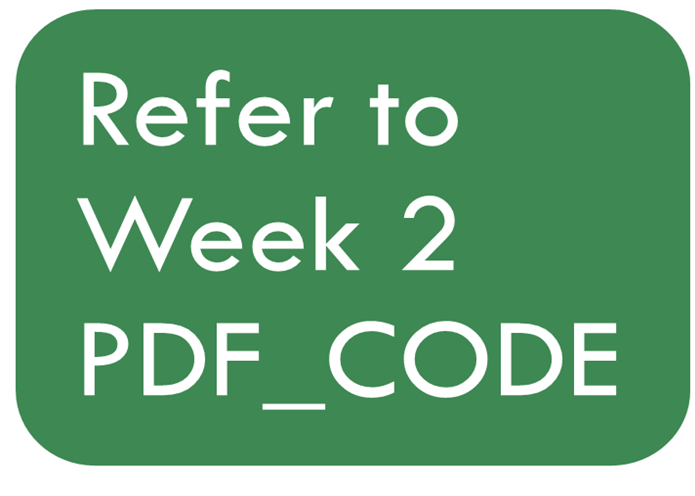 Refer to
Week 2
PDF_CODE